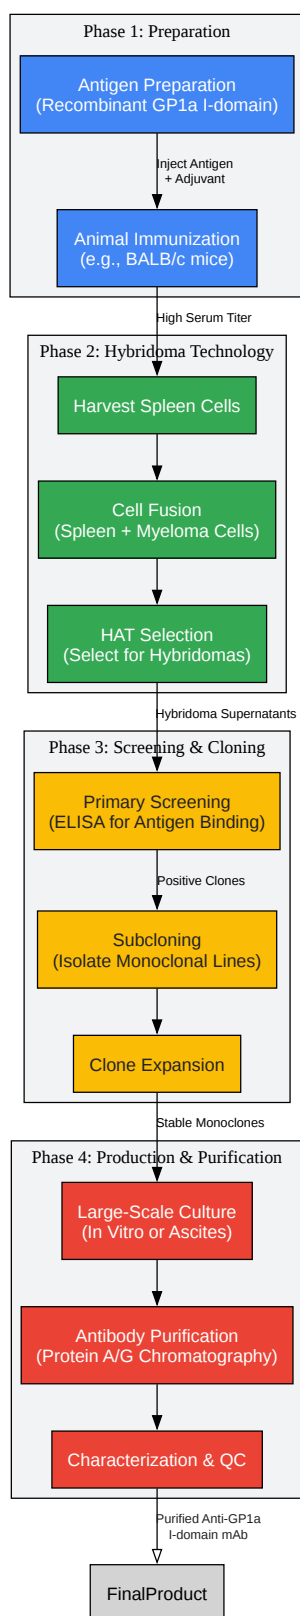 Phase 1: Preparation
Antigen Preparation
(Recombinant GP1a I-domain)
Inject Antigen
+ Adjuvant
Animal Immunization
(e.g., BALB/c mice)
High Serum Titer
Phase 2: Hybridoma Technology
Harvest Spleen Cells
Cell Fusion
(Spleen + Myeloma Cells)
HAT Selection
(Select for Hybridomas)
Hybridoma Supernatants
Phase 3: Screening & Cloning
Primary Screening
(ELISA for Antigen Binding)
Positive Clones
Subcloning
(Isolate Monoclonal Lines)
Clone Expansion
Stable Monoclones
Phase 4: Production & Purification
Large-Scale Culture
(In Vitro or Ascites)
Antibody Purification
(Protein A/G Chromatography)
Characterization & QC
Purified Anti-GP1a
I-domain mAb
FinalProduct